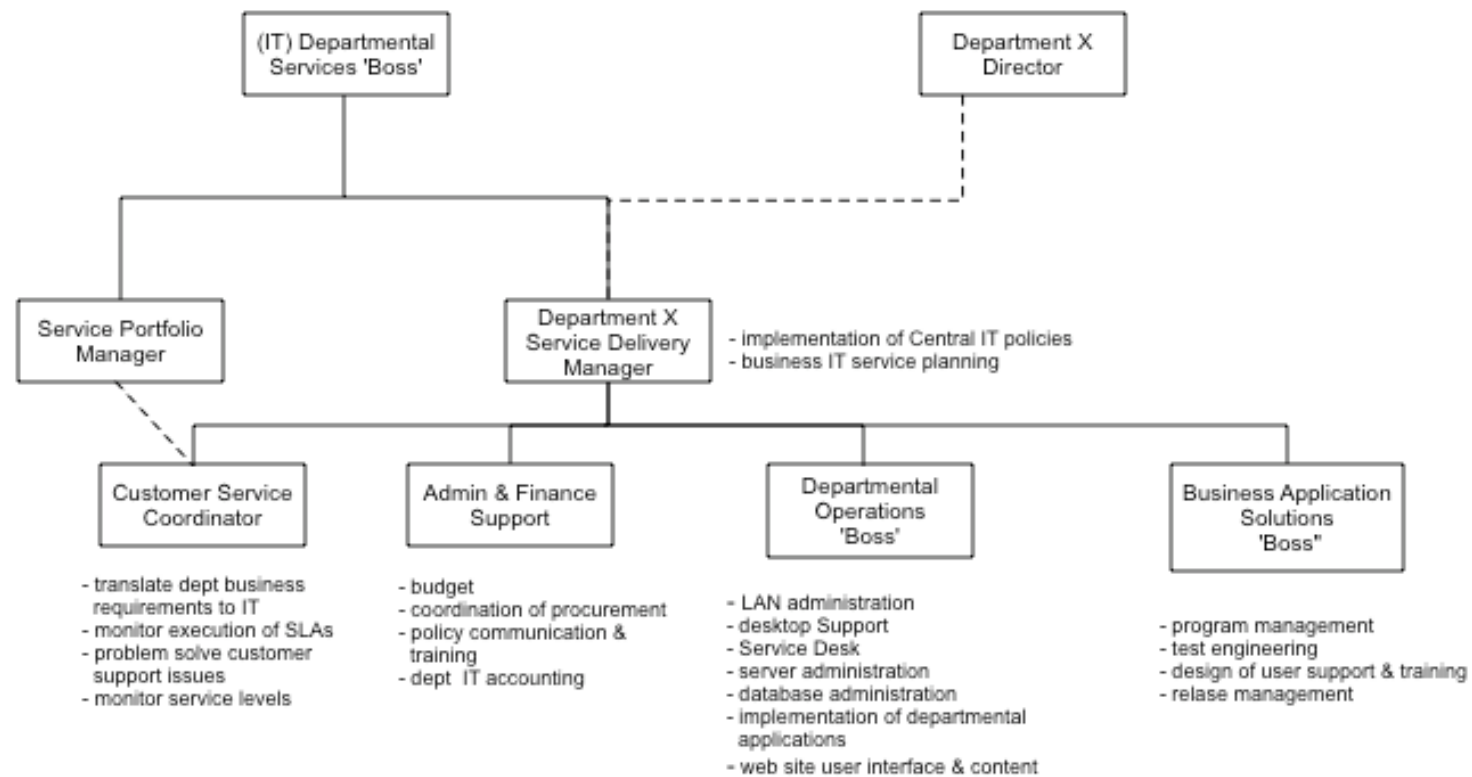 (IT) Departmental
Services 'Boss'
Department X
Director
Service Portfolio
Manager
Department X
Service Delivery
Manager
- implementation of Central IT policies
- business IT service planning
Customer Service
Coordinator
Admin & Finance
Support
Departmental
Operations
'Boss'
Business Application
Solutions
'Boss"
- translate dept business
requirements to IT
- monitor execution of SLAs
- problem solve customer
support issues
- monitor service levels
- budget
- coordination of procurement
- policy communication &
training
- dept IT accounting
- LAN administration
- desktop Support
- Service Desk
- server administration
- database administration
- implementation of departmental
applications
- web site user interface & content
- program management
- test engineering
- design of user support & training
- relase management